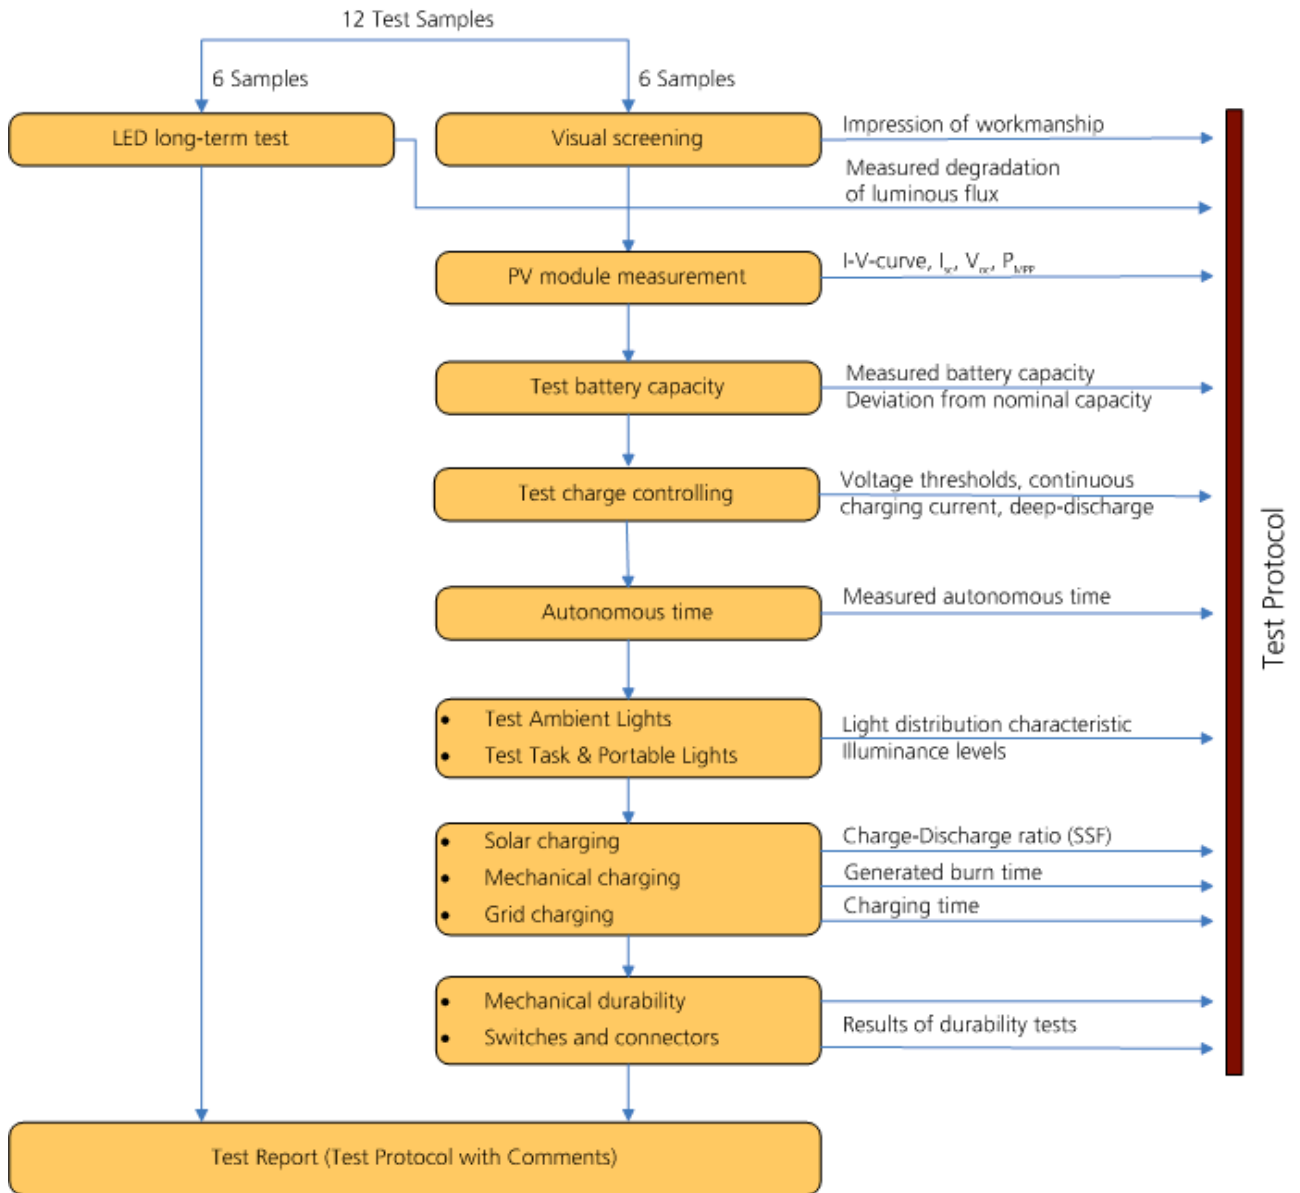 12 Test Samples
6 Samples
6 Samples
LED long-term test
Visual screening
Impression of workmanship
Measured degradation
of luminous flux
PV module measurement
I-V-curve, Isc, Voc, PMPP
Test battery capacity
Measured battery capacity
Deviation from nominal capacity
Test charge controlling
Voltage thresholds, continuous
charging current, deep-discharge
Autonomous time
Measured autonomous time
• Test Ambient Lights
• Test Task & Portable Lights
Light distribution characteristic
Illuminance levels
• Solar charging
• Mechanical charging
• Grid charging
Charge-Discharge ratio (SSF)
Generated burn time
Charging time
• Mechanical durability
• Switches and connectors
Results of durability tests
Test Report (Test Protocol with Comments)
Test Protocol